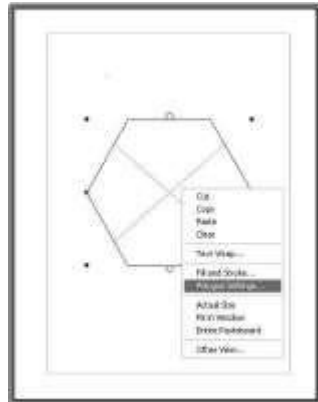 Cut
Copy
Paste
Clear
Text Wrap...
Fill and Stroke...
Polygon Settings...
Actual Size
Fit in Window
Entire Pasteboard
Other View...